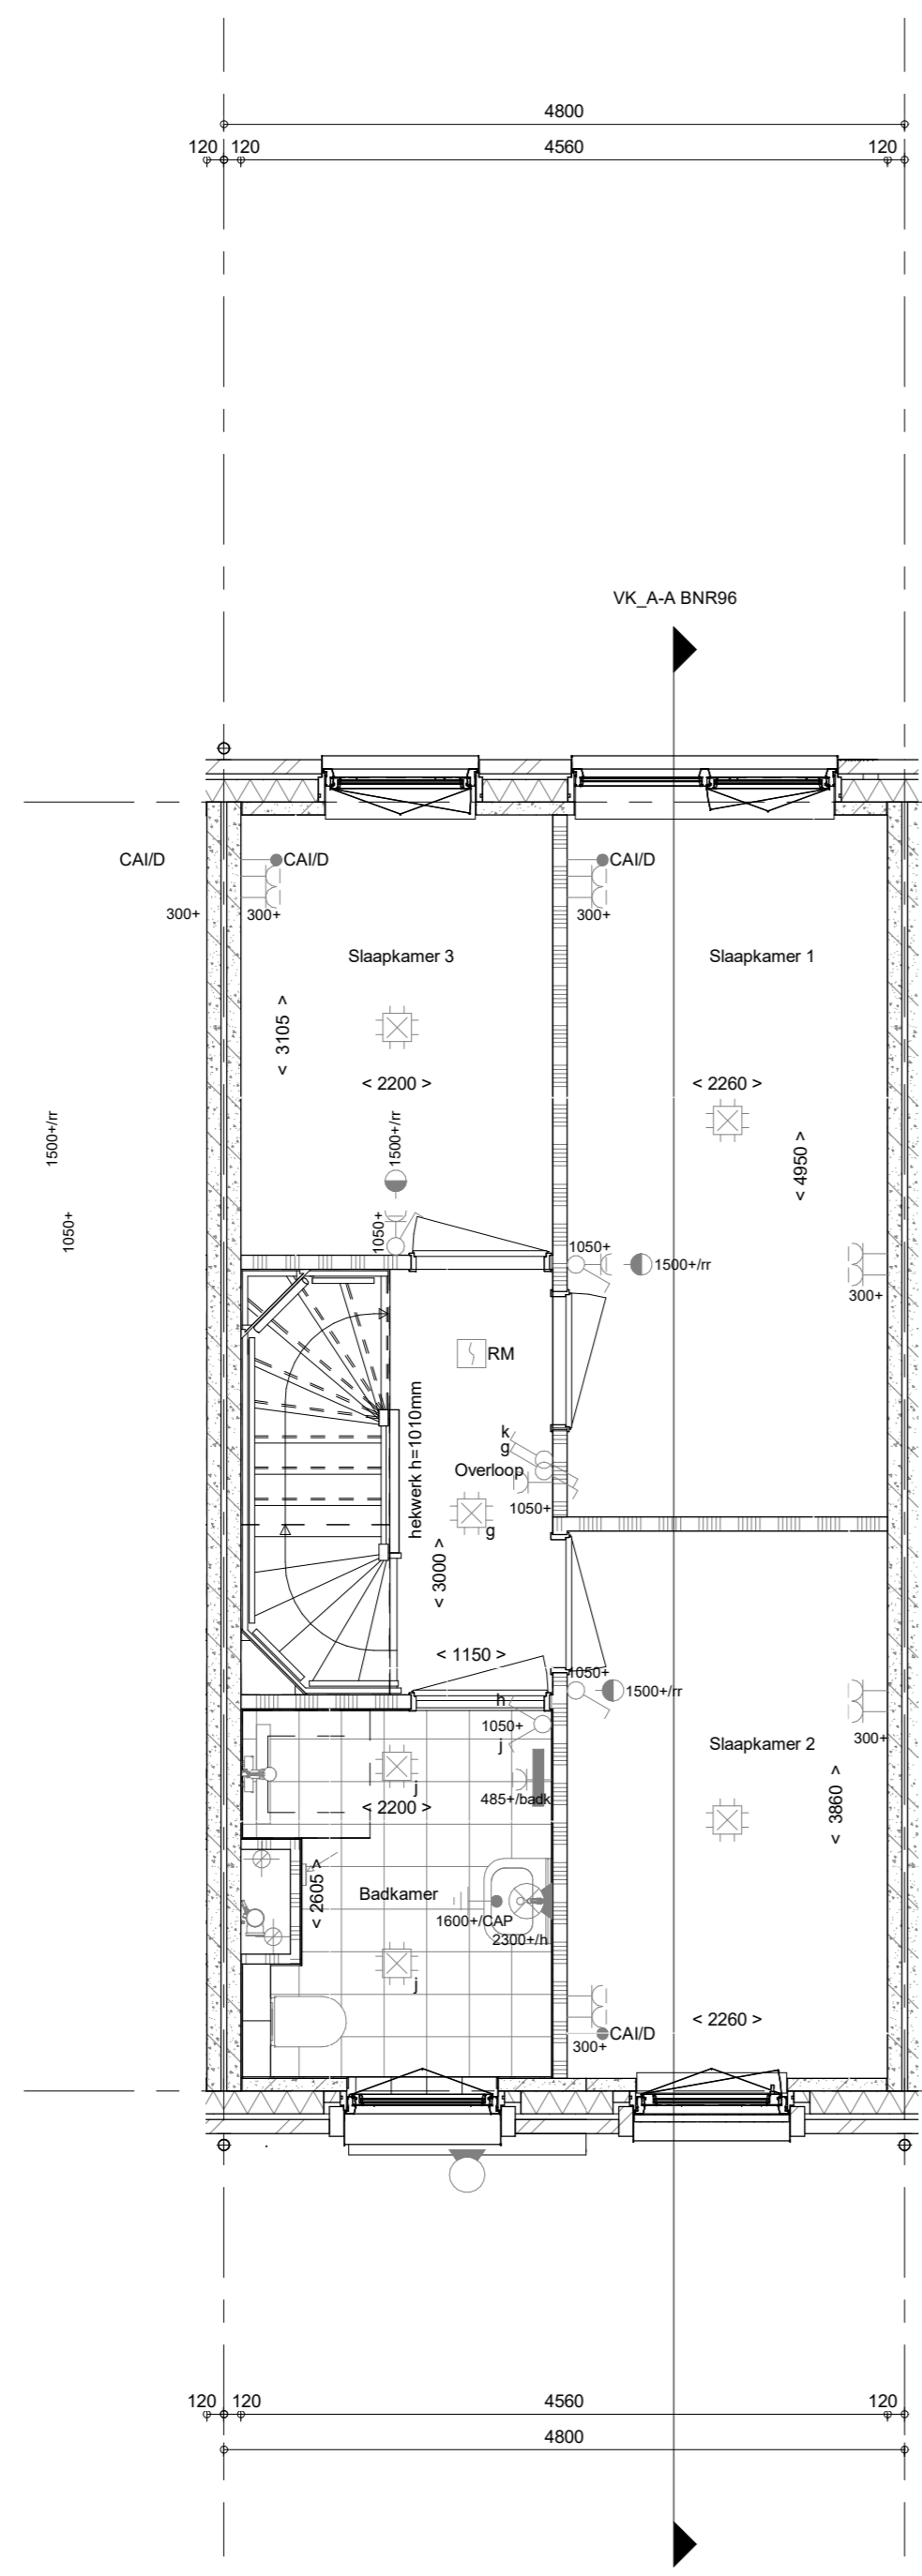 4800
120 120 4560 120
VK_A-A BNR96
CAI/D CAI/D CAI/D
300+ 300+ 300+
Slaapkamer 3 Slaapkamer 1
< 3105 >
< 2200 > < 2260 >
1500+/rr 1500+/rr
< 4950 >
1050+ 1050+ 1050+
1500+/rr
300+
RM
hekwerk h=1010mm
k
g
Overloop
1050+
g
< 3000 >
< 1150 >
1050+
1500+/rr
h
1050+
j
300+
Slaapkamer 2
j
485+/badk
< 2200 >
< 3860 >
< 2605 >
Badkamer
1600+/CAP
2300+/h
j
< 2260 >
CAI/D
300+
120 120 4560 120
4800